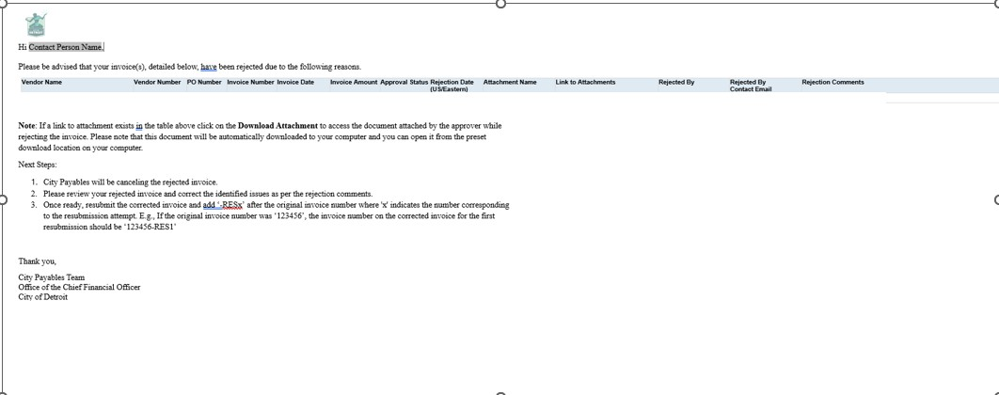 Hi Contact Person Name,
Please be advised that your invoice(s), detailed below, have been rejected due to the following reasons.
Vendor Name Vendor Number PO Number Invoice Number Invoice Date Invoice Amount Approval Status Rejection Date Attachment Name Link to Attachments Rejected By Rejected By Rejection Comments
(US/Eastern) Contact Email
Note: If a link to attachment exists in the table above click on the Download Attachment to access the document attached by the approver while
rejecting the invoice. Please note that this document will be automatically downloaded to your computer and you can open it from the preset
download location on your computer.
Next Steps:
1. City Payables will be canceling the rejected invoice.
2. Please review your rejected invoice and correct the identified issues as per the rejection comments.
3. Once ready, resubmit the corrected invoice and add '-RESx' after the original invoice number where 'x' indicates the number corresponding
to the resubmission attempt. E.g., If the original invoice number was '123456', the invoice number on the corrected invoice for the first
resubmission should be '123456-RES1'
Thank you,
City Payables Team
Office of the Chief Financial Officer
City of Detroit